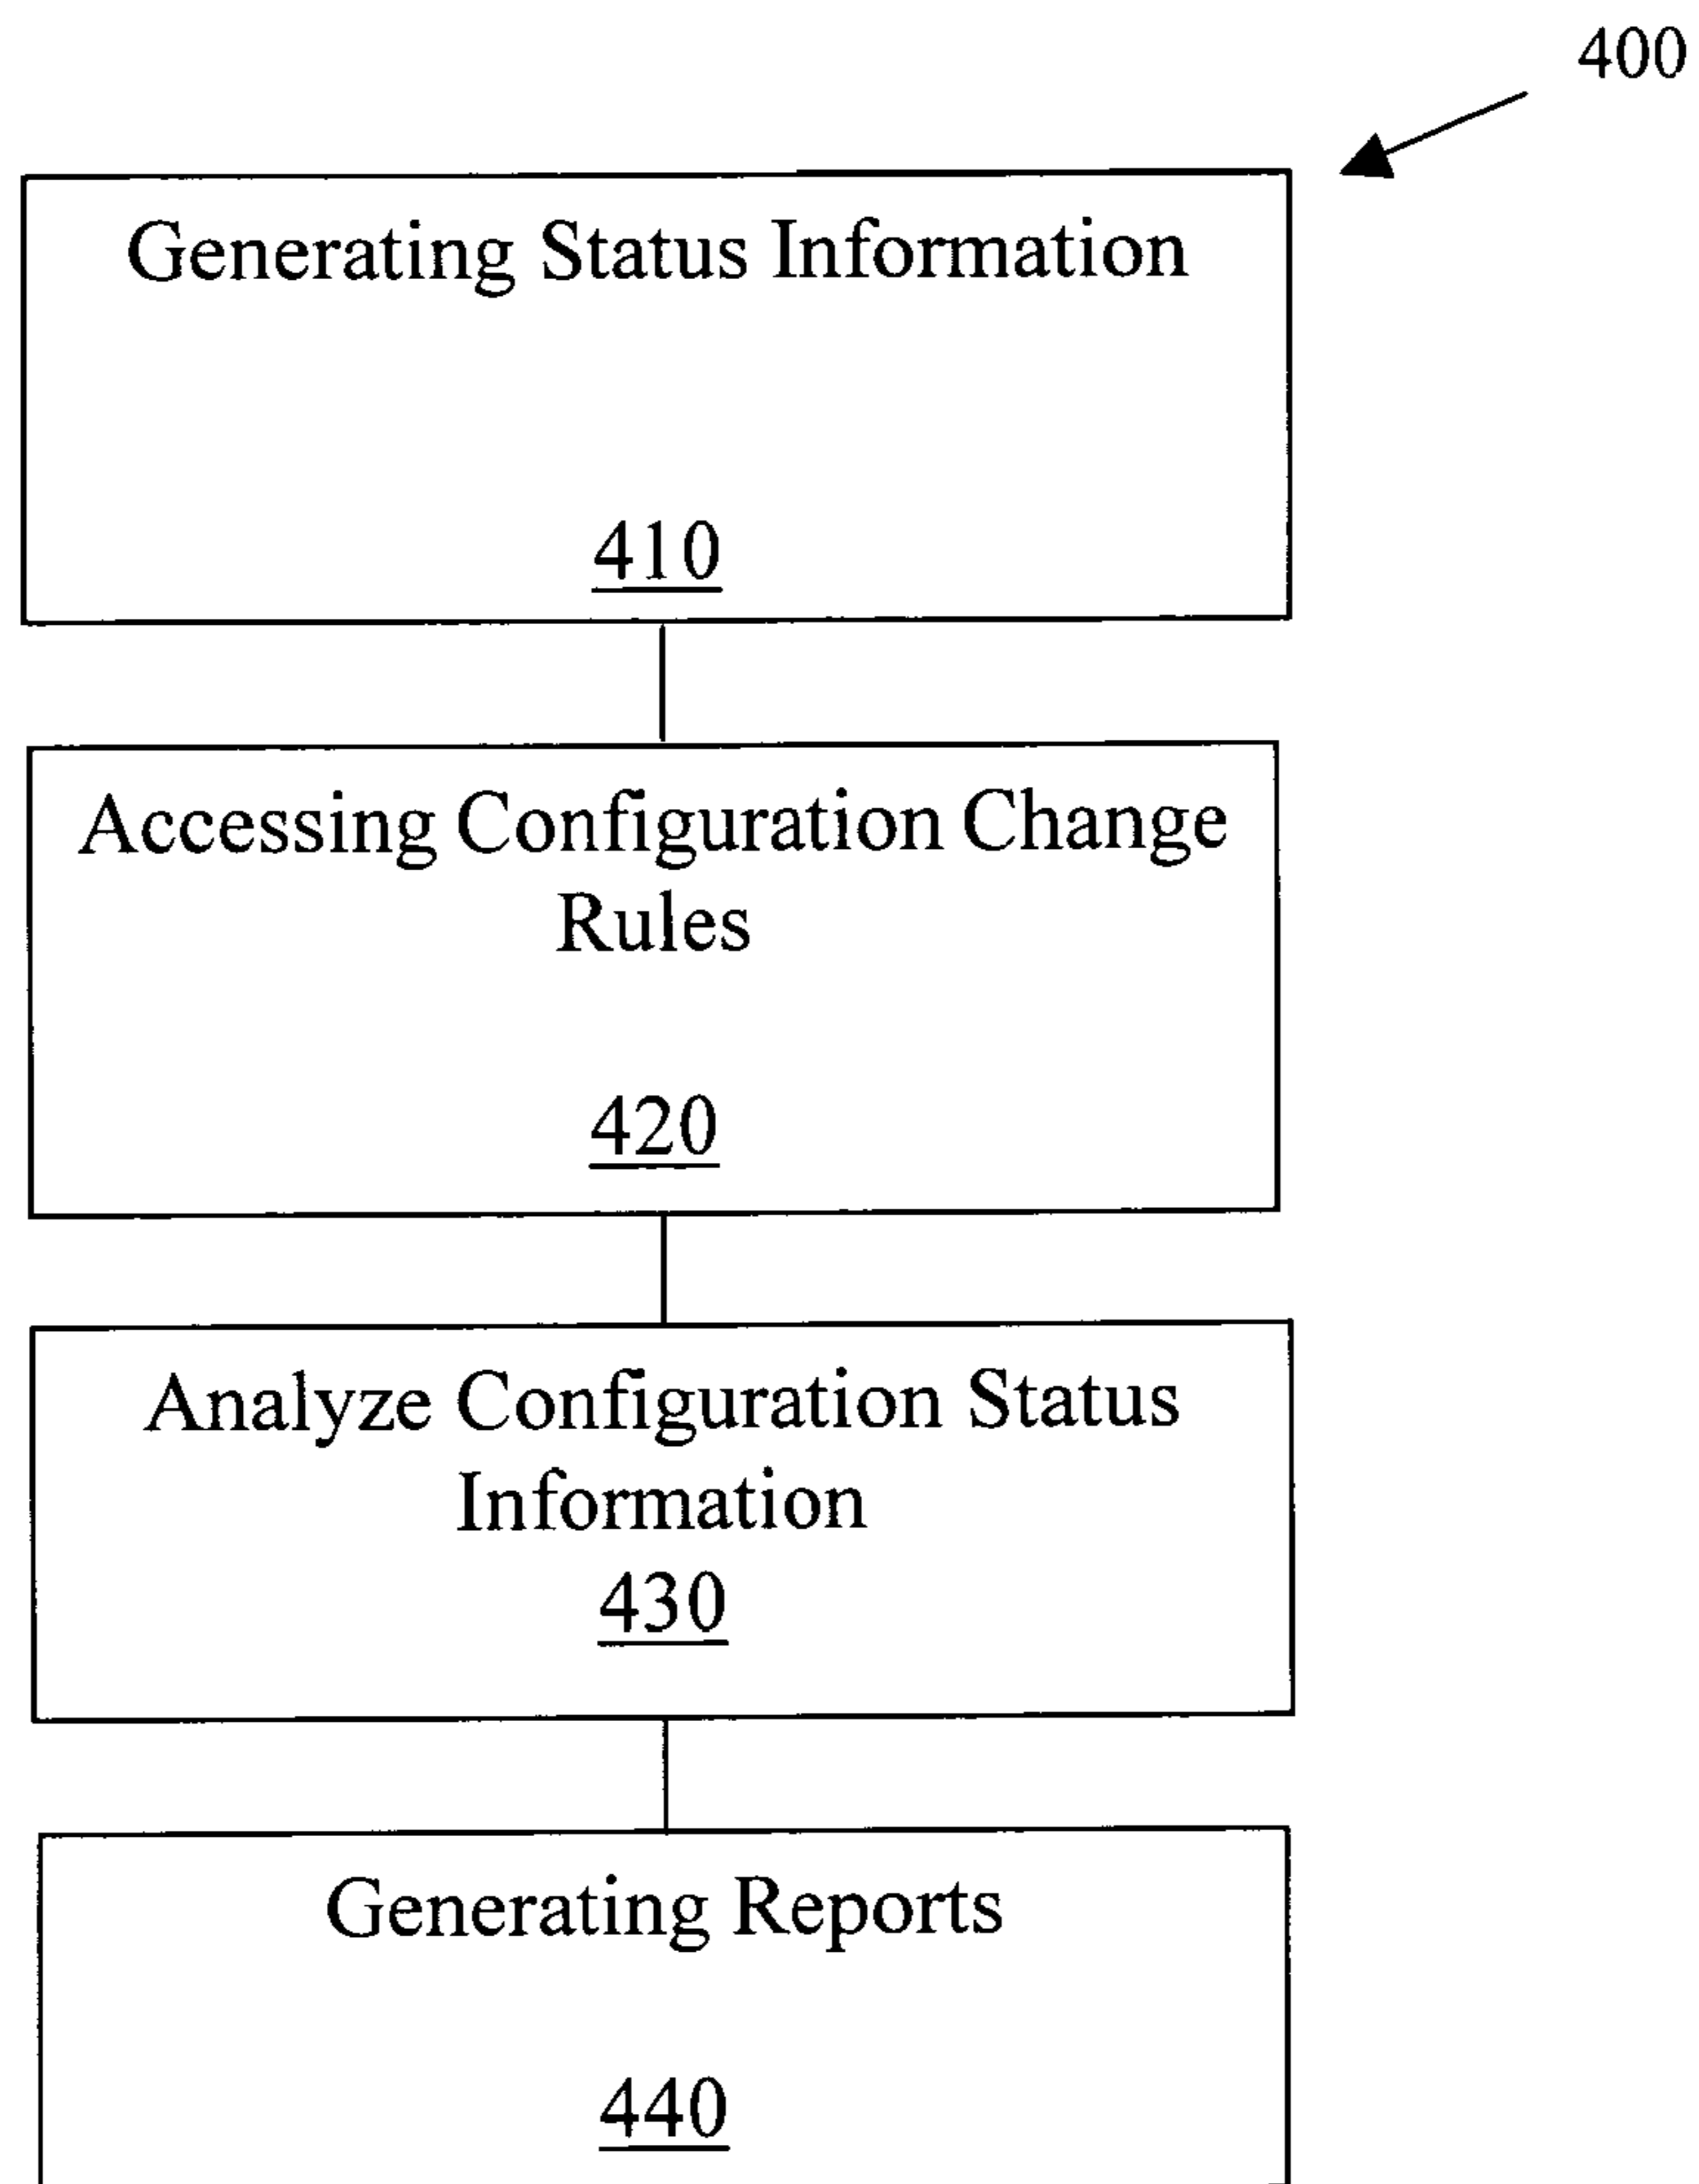 400
Generating Status Information
410
Accessing Configuration Change
Rules
420
Analyze Configuration Status
Information
430
Generating Reports
440